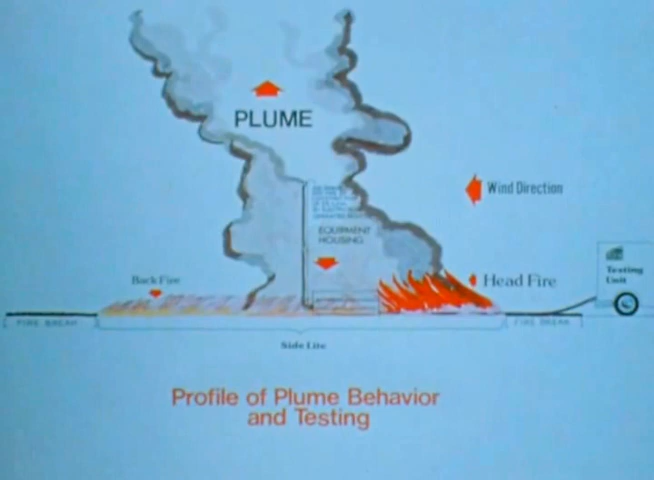 PLUME
Wind Direction
EQUIPMENT
HOUSING
Back Fire
Head Fire
Testing
Unit
FIRE BREAK
FIRE BREAK
Side Lite
Profile of Plume Behavior
and Testing